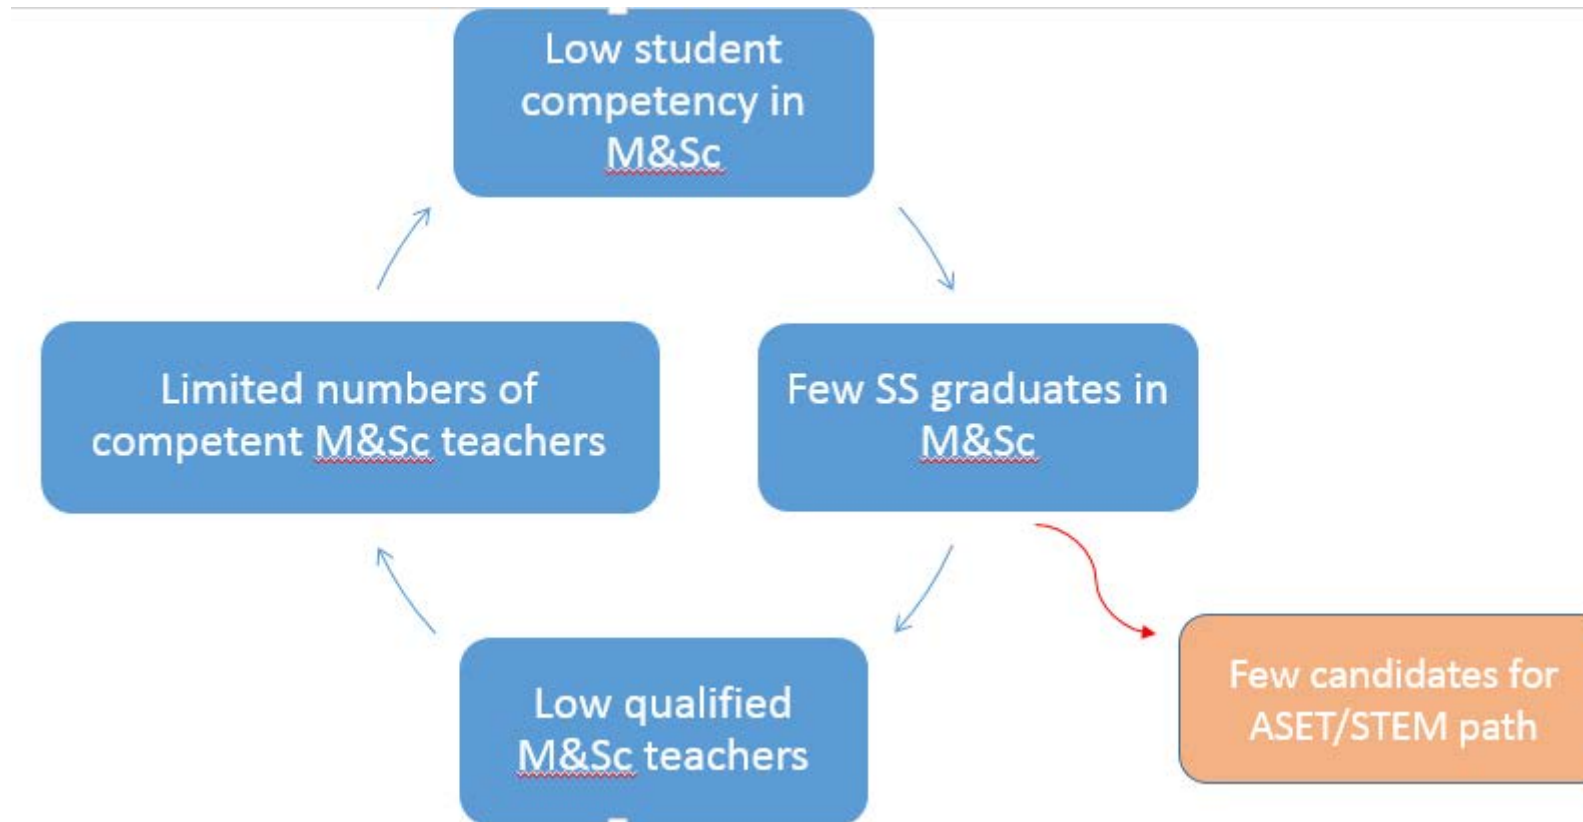 Low student
competency in
M&Sc
Limited numbers of
competent M&Sc teachers
Few SS graduates in
M&Sc
Low qualified
M&Sc teachers
Few candidates for
ASET/STEM path